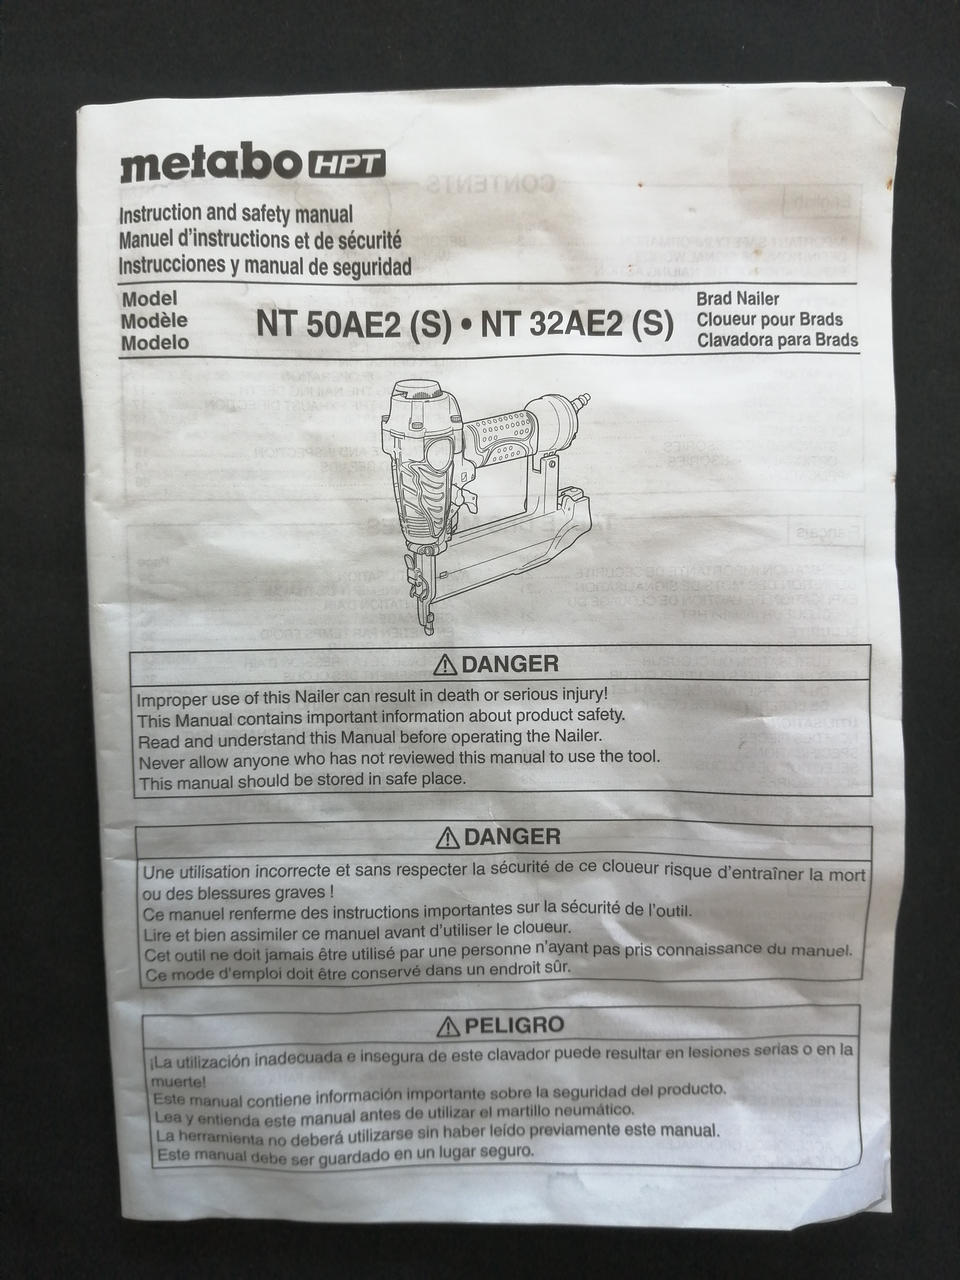 metabo HPT
Instruction and safety manual
Manuel d'instructions et de sécurité
Instrucciones y manual de seguridad
Model
Modèle
Modelo
NT 50AE2 (S) • NT 32AE2 (S)
Brad Nailer
Cloueur pour Brads
Clavadora para Brads
⚠ DANGER
Improper use of this Nailer can result in death or serious injury!
This Manual contains important information about product safety.
Read and understand this Manual before operating the Nailer.
Never allow anyone who has not reviewed this manual to use the tool.
This manual should be stored in safe place.
⚠ DANGER
Une utilisation incorrecte et sans respecter la sécurité de ce cloueur risque d'entraîner la mort
ou des blessures graves !
Ce manuel renferme des instructions importantes sur la sécurité de l'outil.
Lire et bien assimiler ce manuel avant d'utiliser le cloueur.
Cet outil ne doit jamais être utilisé par une personne n'ayant pas pris connaissance du manuel.
Ce mode d'emploi doit être conservé dans un endroit sûr.
⚠ PELIGRO
¡La utilización inadecuada e insegura de este clavador puede resultar en lesiones serias o en la
muerte!
Este manual contiene información importante sobre la seguridad del producto.
Lea y entienda este manual antes de utilizar el martillo neumático.
La herramienta no deberá utilizarse sin haber leído previamente este manual.
Este manual debe ser guardado en un lugar seguro.